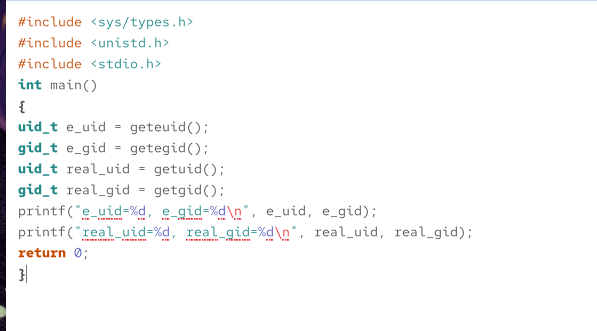 #include <sys/types.h>
#include <unistd.h>
#include <stdio.h>
int main()
{
uid_t e_uid = geteuid();
gid_t e_gid = getegid();
uid_t real_uid = getuid();
gid_t real_gid = getgid();
printf("e_uid=%d, e_gid=%d\n", e_uid, e_gid);
printf("real_uid=%d, real_gid=%d\n", real_uid, real_gid);
return 0;
}